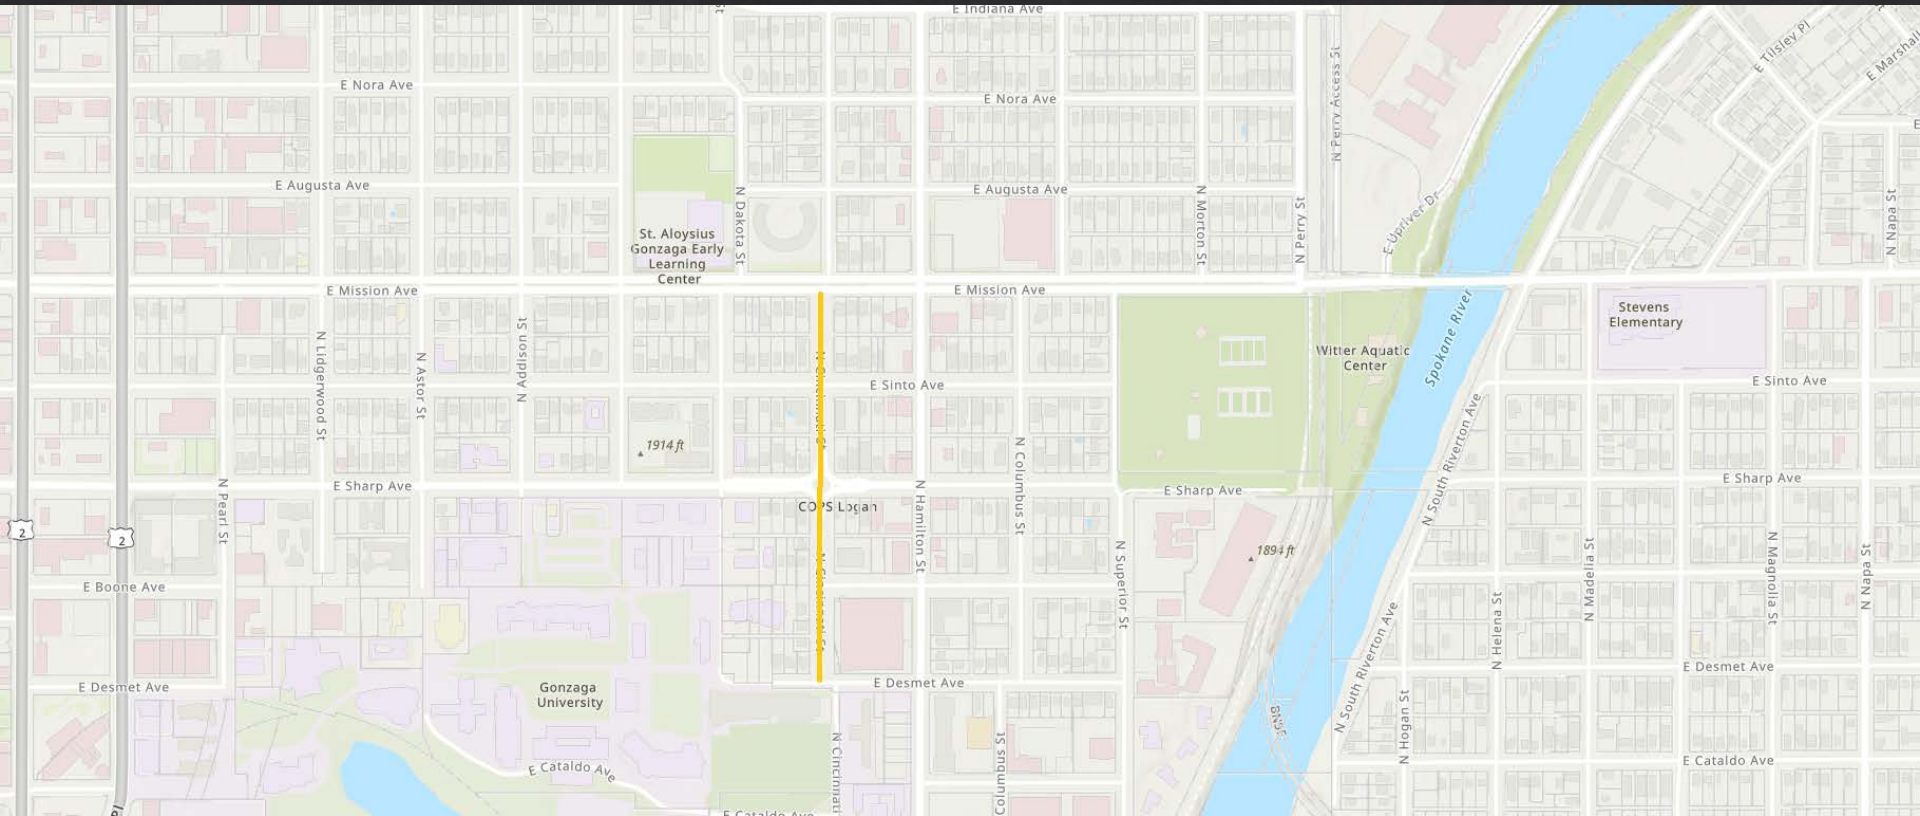 E Indiana Ave
E Tilsley Pl
E Marshall
E Nora Ave
E Nora Ave
N Perry Access St
E Augusta Ave
E Augusta Ave
N Dakota St
N Morton St
N Perry St
E Upriver Dr
N Napa St
St. Aloysius
Gonzaga Early
Learning
Center
E Mission Ave
E Mission Ave
Spokane River
Stevens
Elementary
N Lidgerwood St
N Astor St
N Addison St
Witter Aquatic
Center
E Sinto Ave
E Sinto Ave
1914 ft
N Columbus St
N South Riverton Ave
E Sharp Ave
E Sharp Ave
E Sharp Ave
N Pearl St
COPS Logan
N Hamilton St
2
2
1894 ft
N Superior St
N Madelia St
N Magnolia St
N Napa St
E Boone Ave
N Helena St
N South Riverton Ave
E Desmet Ave
E Desmet Ave
E Desmet Ave
Gonzaga
University
N Hogan St
BNSF
N Cincinnati
Columbus St
E Cataldo Ave
E Cataldo Ave
E Cataldo Ave